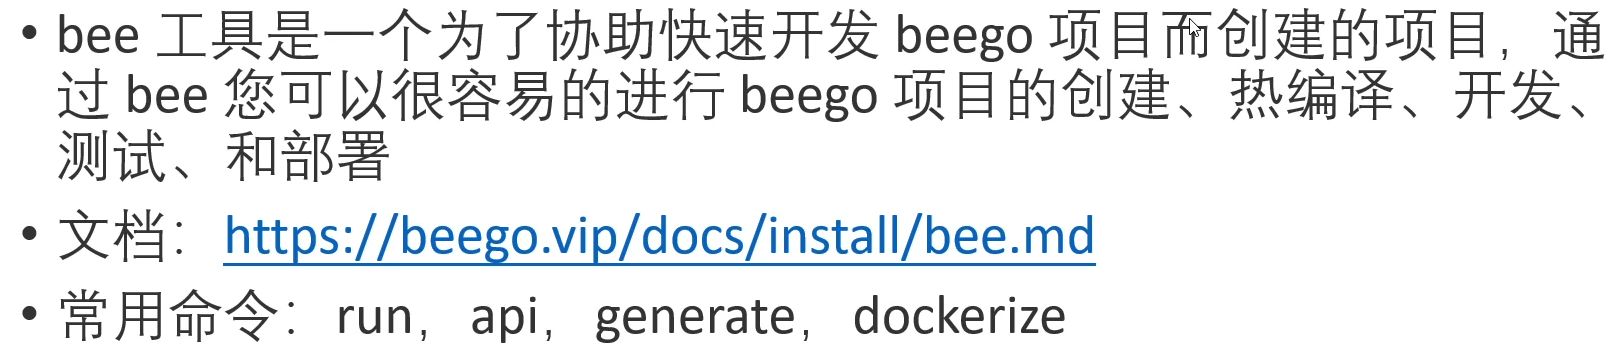 • bee 工具是一个为了协助快速开发 beego 项目而创建的项目，通
过 bee 您可以很容易的进行 beego 项目的创建、热编译、开发、
测试、和部署
• 文档：https://beego.vip/docs/install/bee.md
• 常用命令：run，api，generate，dockerize